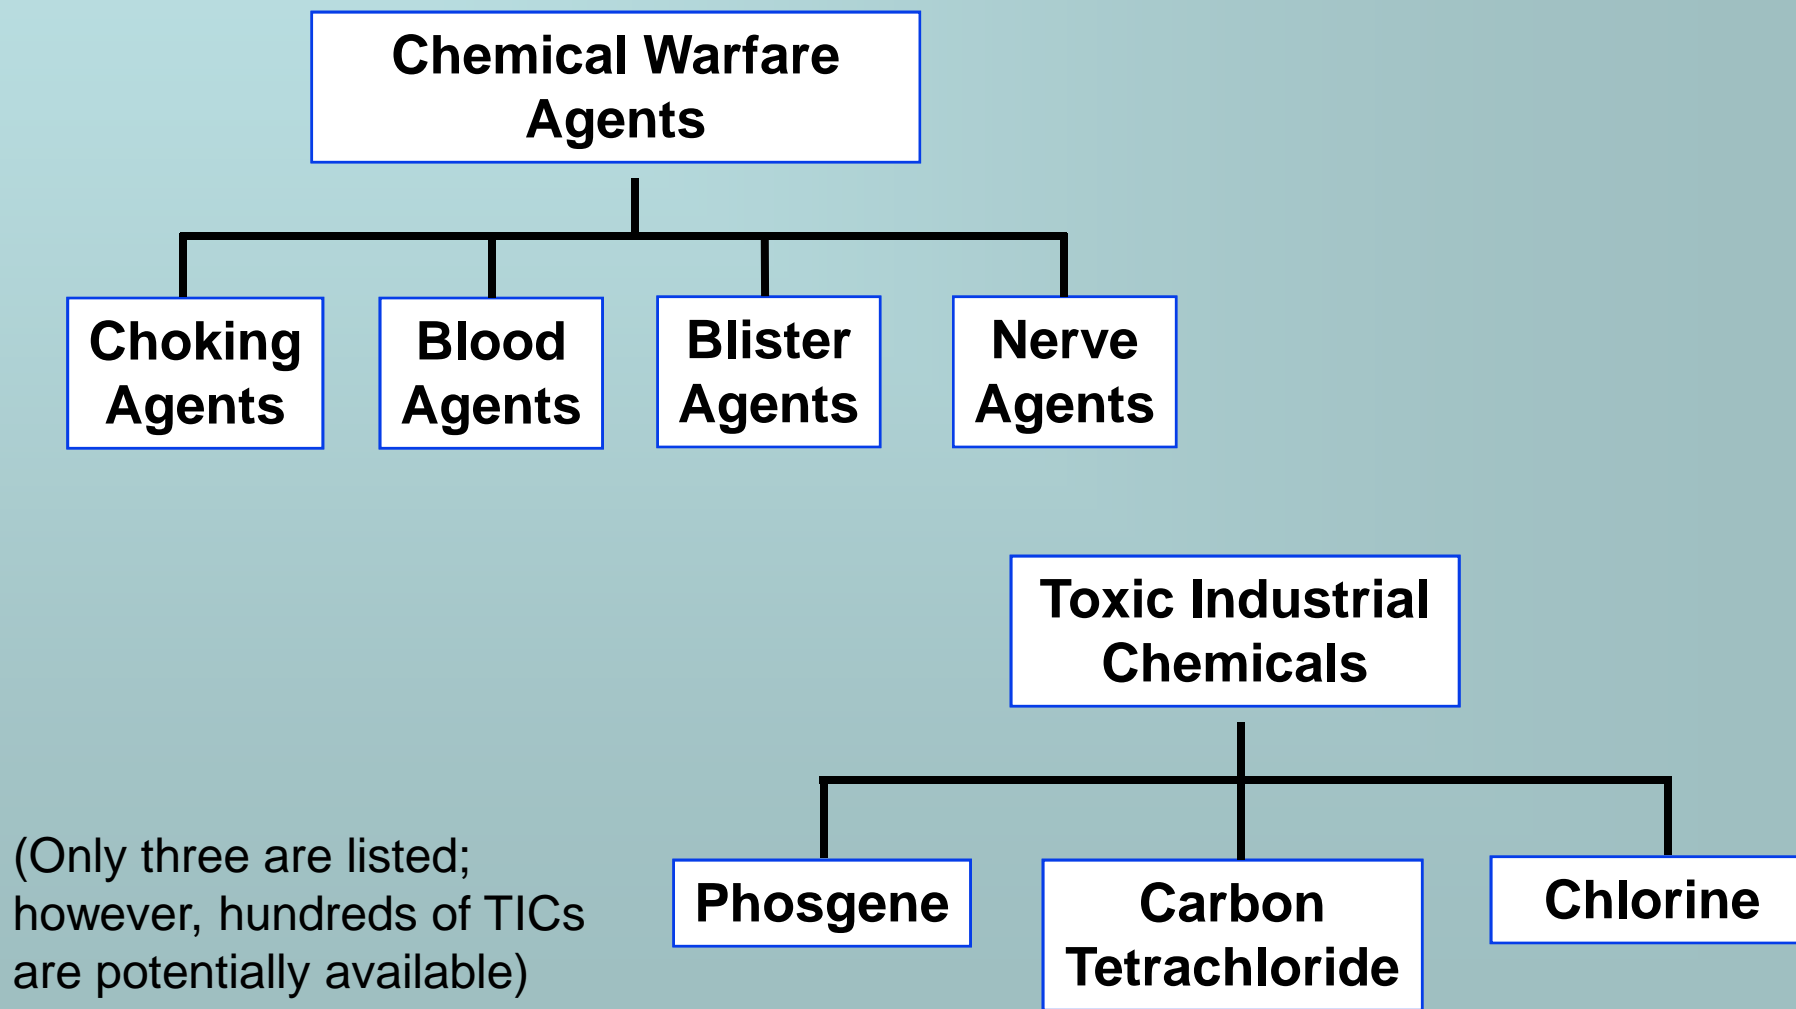 Chemical Warfare
Agents
Choking
Agents
Blood
Agents
Blister
Agents
Nerve
Agents
Toxic Industrial
Chemicals
(Only three are listed;
however, hundreds of TICs
are potentially available)
Phosgene
Carbon
Tetrachloride
Chlorine